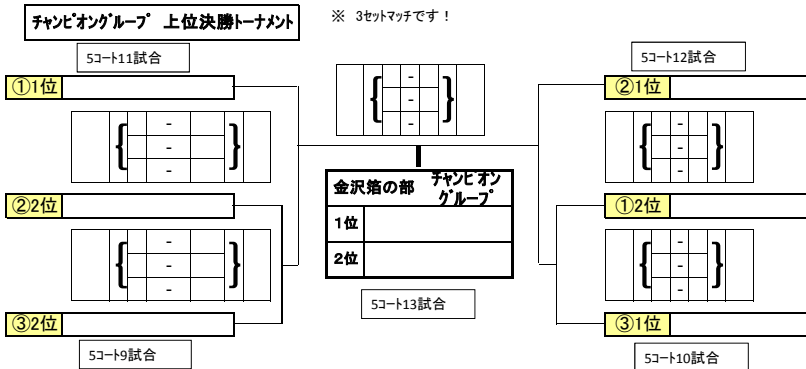 チャンピオングループ 上位決勝トーナメント
※ 3セットマッチです！
5コート11試合
5コート12試合
①1位
②1位
{ - - - }
{ - - - }
{ - - - }
金沢箔の部 チャンピオングループ
1位
2位
②2位
①2位
{ - - - }
{ - - - }
5コート13試合
③2位
③1位
5コート9試合
5コート10試合